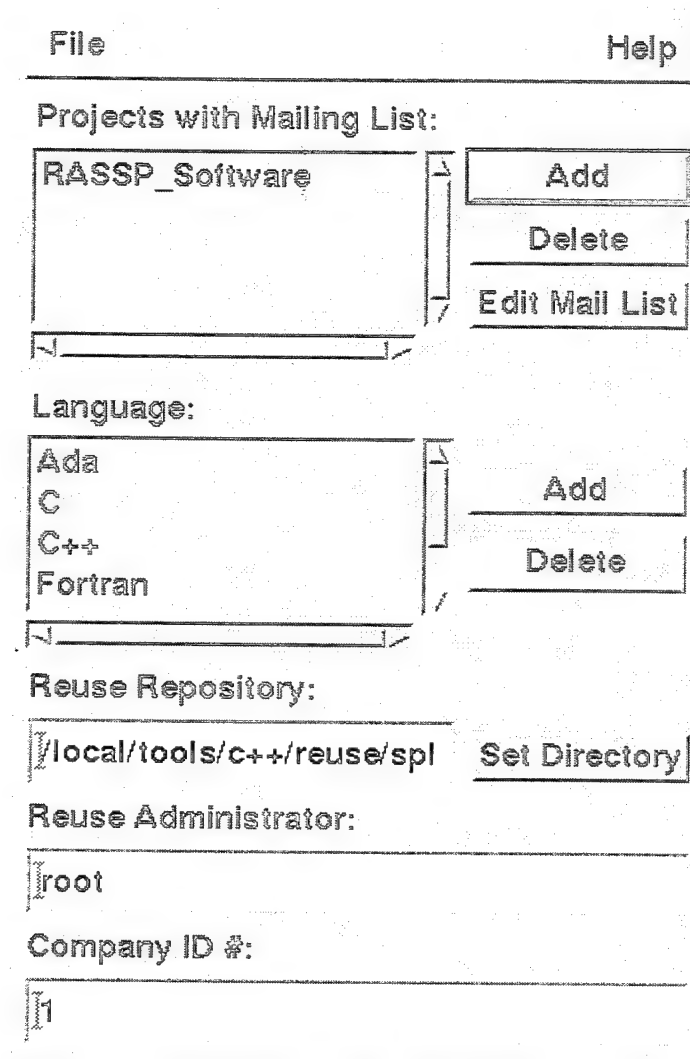 File Help
Projects with Mailing List:
RASSP_Software
Add
Delete
Edit Mail List
Language:
Ada
C
C++
Fortran
Add
Delete
Reuse Repository:
/local/tools/c++/reuse/spl Set Directory
Reuse Administrator:
root
Company ID #:
1